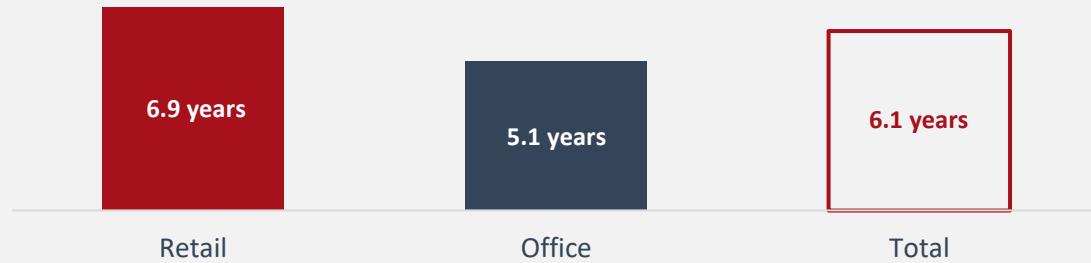 6.9 years
5.1 years
6.1 years
Retail
Office
Total